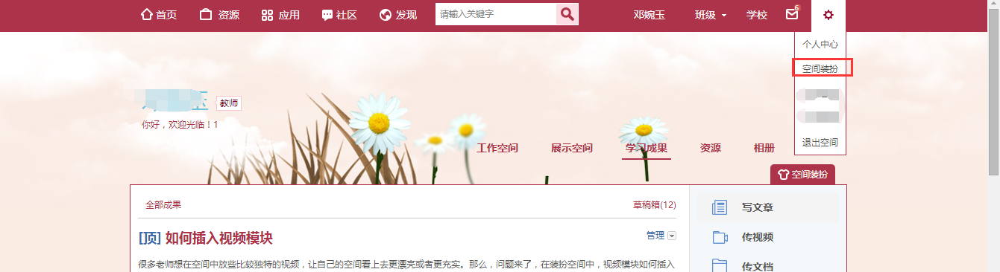 首页 资源 应用 社区 发现 请输入关键字 邓婉玉 班级 学校 6
个人中心
空间装扮
教师
你好，欢迎光临！1
退出空间
工作空间 展示空间 学习成果 资源 相册
空间装扮
全部成果 草稿箱(12)
写文章
[顶] 如何插入视频模块 管理
传视频
很多老师想在空间中放些比较独特的视频，让自己的空间看上去更漂亮或者更充实。那么，问题来了，在装扮空间中，视频模块如何插入
传文档